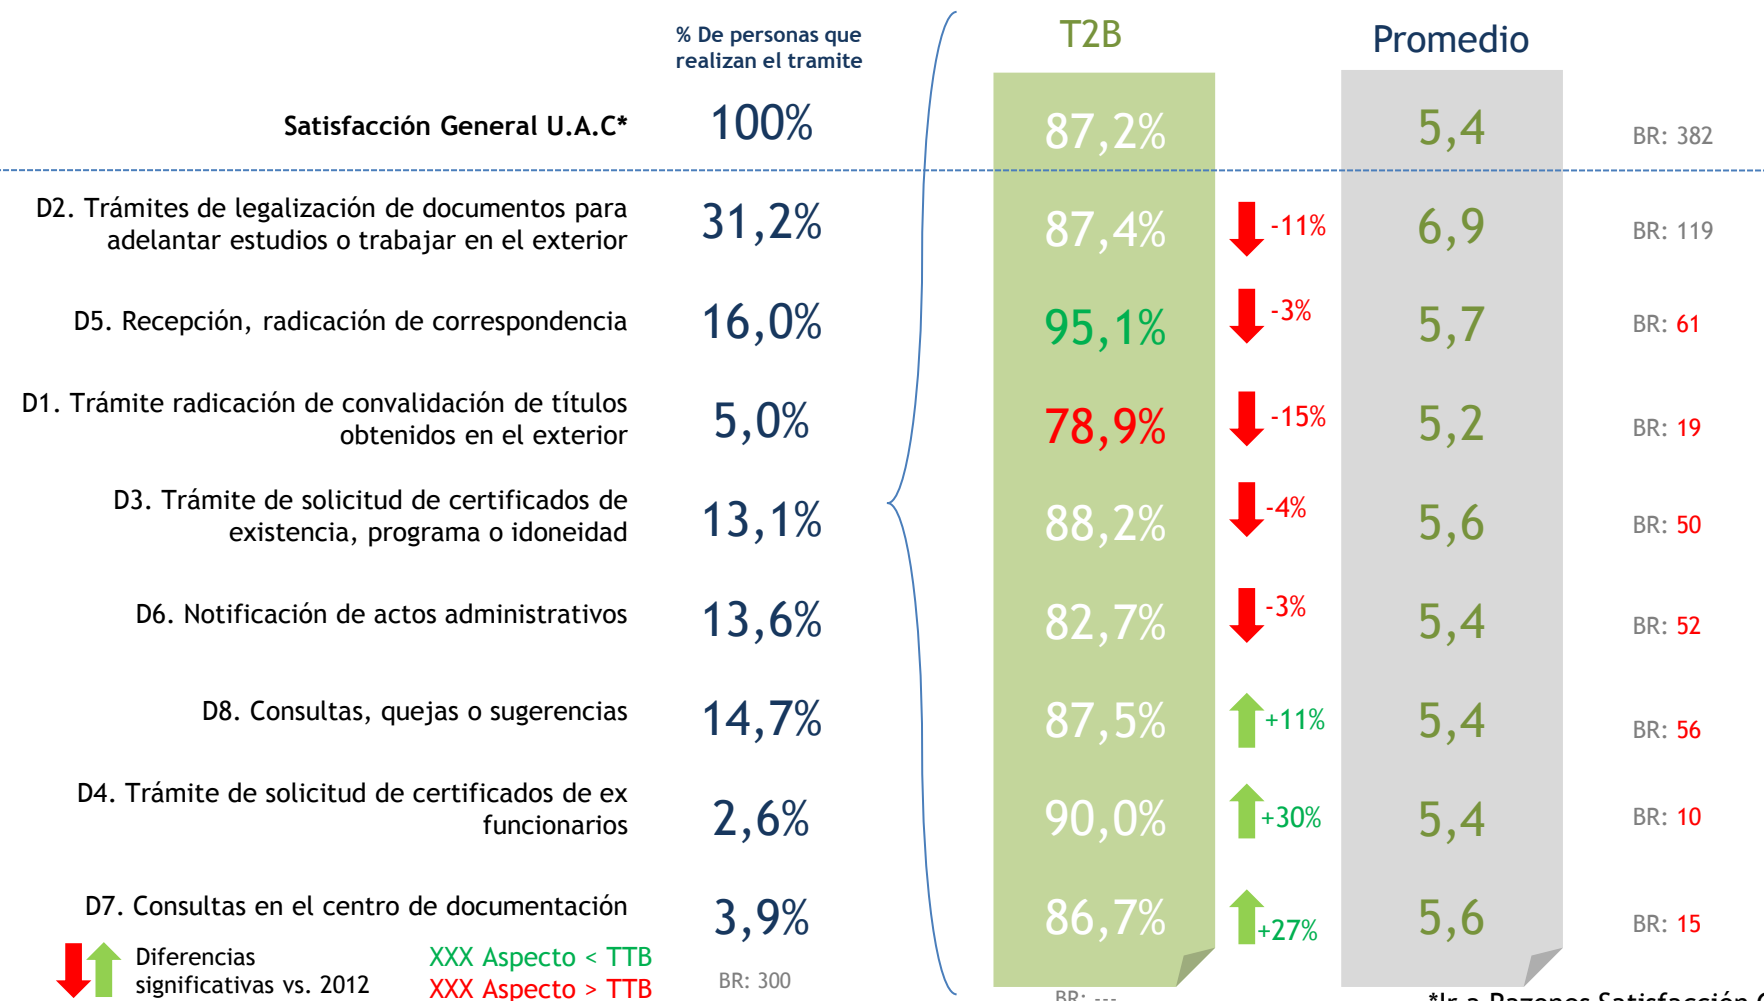 % De personas que
realizan el tramite
T2B
Promedio
Satisfacción General U.A.C*
100%
87,2%
5,4
BR: 382
D2. Trámites de legalización de documentos para
adelantar estudios o trabajar en el exterior
31,2%
87,4%
-11%
6,9
BR: 119
D5. Recepción, radicación de correspondencia
16,0%
95,1%
-3%
5,7
BR: 61
D1. Trámite radicación de convalidación de títulos
obtenidos en el exterior
5,0%
78,9%
-15%
5,2
BR: 19
D3. Trámite de solicitud de certificados de
existencia, programa o idoneidad
13,1%
88,2%
-4%
5,6
BR: 50
D6. Notificación de actos administrativos
13,6%
82,7%
-3%
5,4
BR: 52
D8. Consultas, quejas o sugerencias
14,7%
87,5%
+11%
5,4
BR: 56
D4. Trámite de solicitud de certificados de ex
funcionarios
2,6%
90,0%
+30%
5,4
BR: 10
D7. Consultas en el centro de documentación
3,9%
86,7%
+27%
5,6
BR: 15
Diferencias
significativas vs. 2012
XXX Aspecto < TTB
XXX Aspecto > TTB
BR: 300
BR: ---
*Ir a Razones Satisfacción